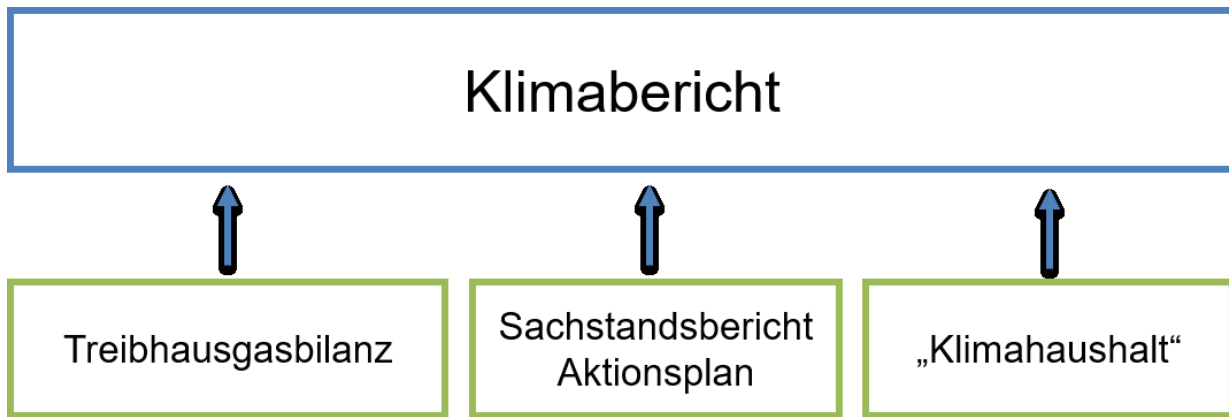 Klimabericht
Treibhausgasbilanz
Sachstandsbericht
Aktionsplan
„Klimahaushalt“